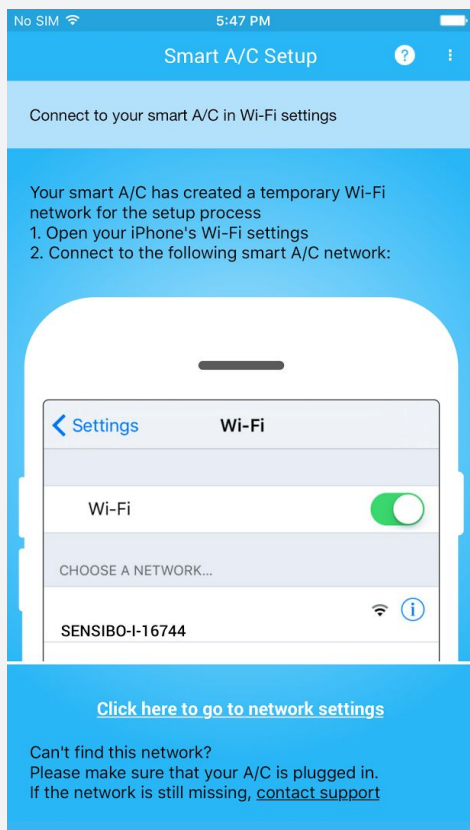 No SIM 5:47 PM
Smart A/C Setup ?
Connect to your smart A/C in Wi-Fi settings
Your smart A/C has created a temporary Wi-Fi
network for the setup process
1. Open your iPhone's Wi-Fi settings
2. Connect to the following smart A/C network:
Settings Wi-Fi
Wi-Fi
CHOOSE A NETWORK...
SENSIBO-I-16744
Click here to go to network settings
Can't find this network?
Please make sure that your A/C is plugged in.
If the network is still missing, contact support